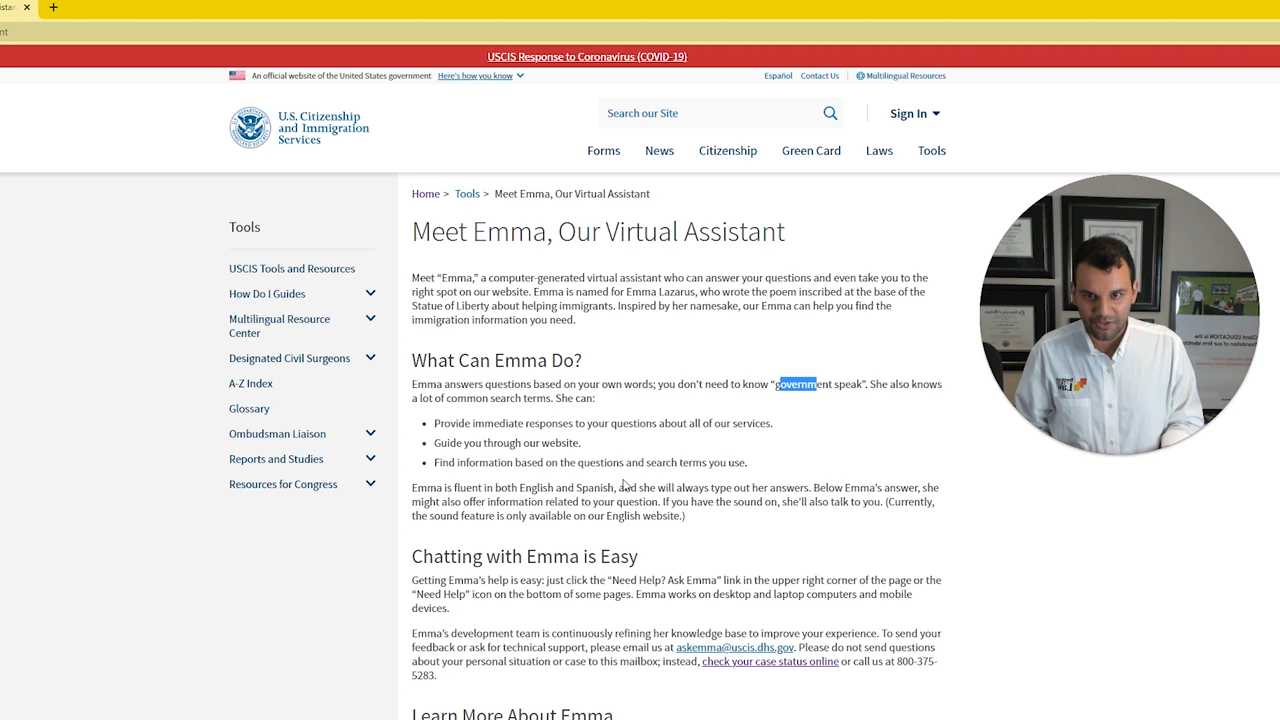 USCIS Response to Coronavirus (COVID-19)
An official website of the United States government Here's how you know
Español Contact Us Multilingual Resources
U.S. Citizenship
and Immigration
Services
Search our Site
Sign In
Forms News Citizenship Green Card Laws Tools
Home > Tools > Meet Emma, Our Virtual Assistant
Tools
USCIS Tools and Resources
How Do I Guides
Multilingual Resource
Center
Designated Civil Surgeons
A-Z Index
Glossary
Ombudsman Liaison
Reports and Studies
Resources for Congress
Meet Emma, Our Virtual Assistant
Meet “Emma,” a computer-generated virtual assistant who can answer your questions and even take you to the
right spot on our website. Emma is named for Emma Lazarus, who wrote the poem inscribed at the base of the
Statue of Liberty about helping immigrants. Inspired by her namesake, our Emma can help you find the
immigration information you need.
What Can Emma Do?
Emma answers questions based on your own words; you don't need to know “government speak”. She also knows
a lot of common search terms. She can:
• Provide immediate responses to your questions about all of our services.
• Guide you through our website.
• Find information based on the questions and search terms you use.
Emma is fluent in both English and Spanish, and she will always type out her answers. Below Emma's answer, she
might also offer information related to your question. If you have the sound on, she'll also talk to you. (Currently,
the sound feature is only available on our English website.)
Chatting with Emma is Easy
Getting Emma's help is easy: just click the “Need Help? Ask Emma” link in the upper right corner of the page or the
“Need Help” icon on the bottom of some pages. Emma works on desktop and laptop computers and mobile
devices.
Emma's development team is continuously refining her knowledge base to improve your experience. To send your
feedback or ask for technical support, please email us at askemma@uscis.dhs.gov. Please do not send questions
about your personal situation or case to this mailbox; instead, check your case status online or call us at 800-375-
5283.
Learn More About Emma